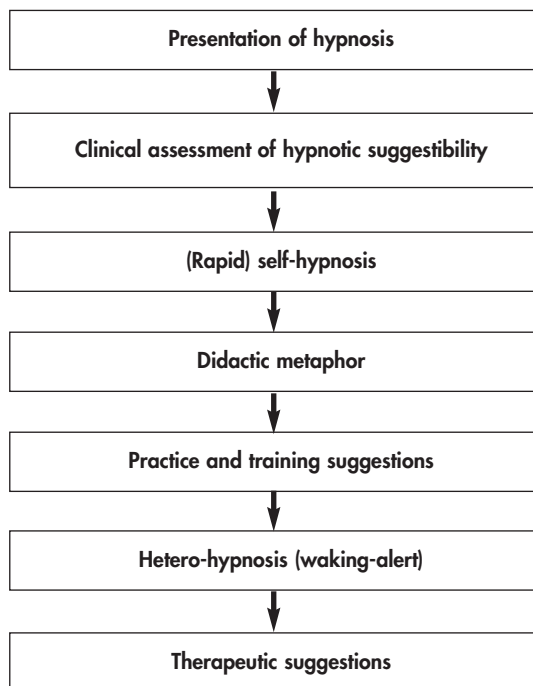 Presentation of hypnosis
Clinical assessment of hypnotic suggestibility
(Rapid) self-hypnosis
Didactic metaphor
Practice and training suggestions
Hetero-hypnosis (waking-alert)
Therapeutic suggestions